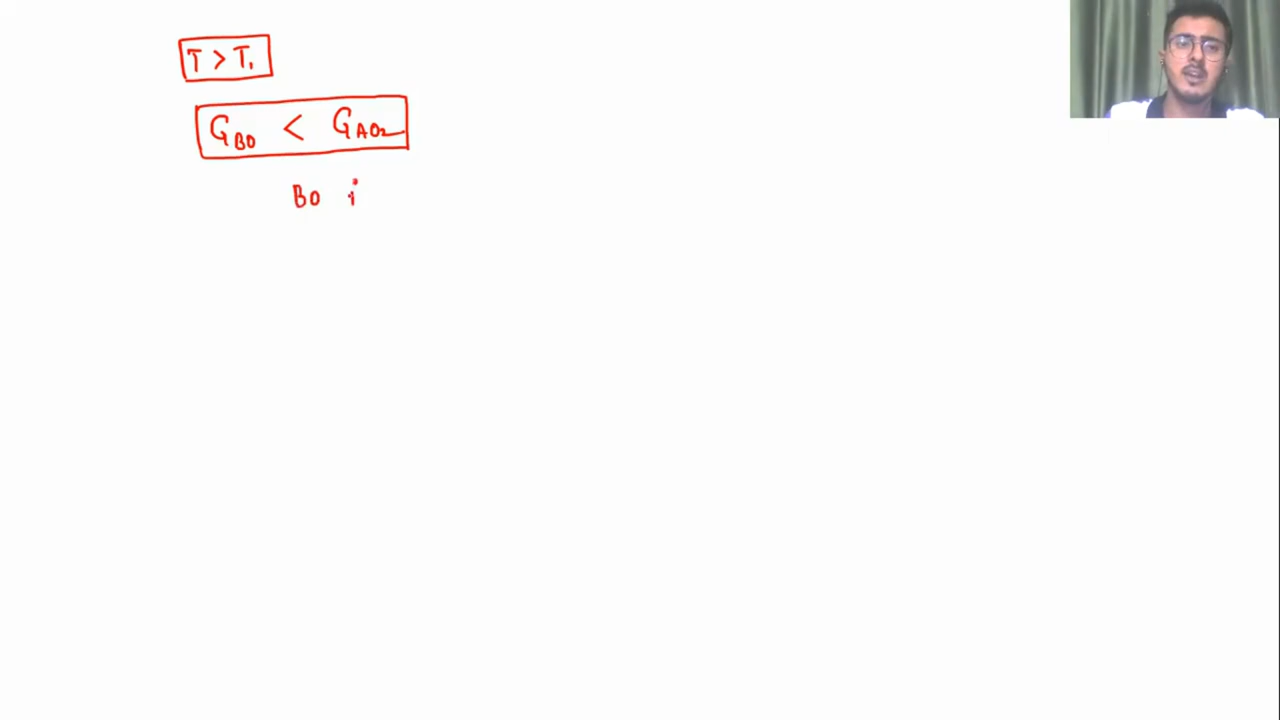 T > T₁
G_BO < G_AO₂
BO i